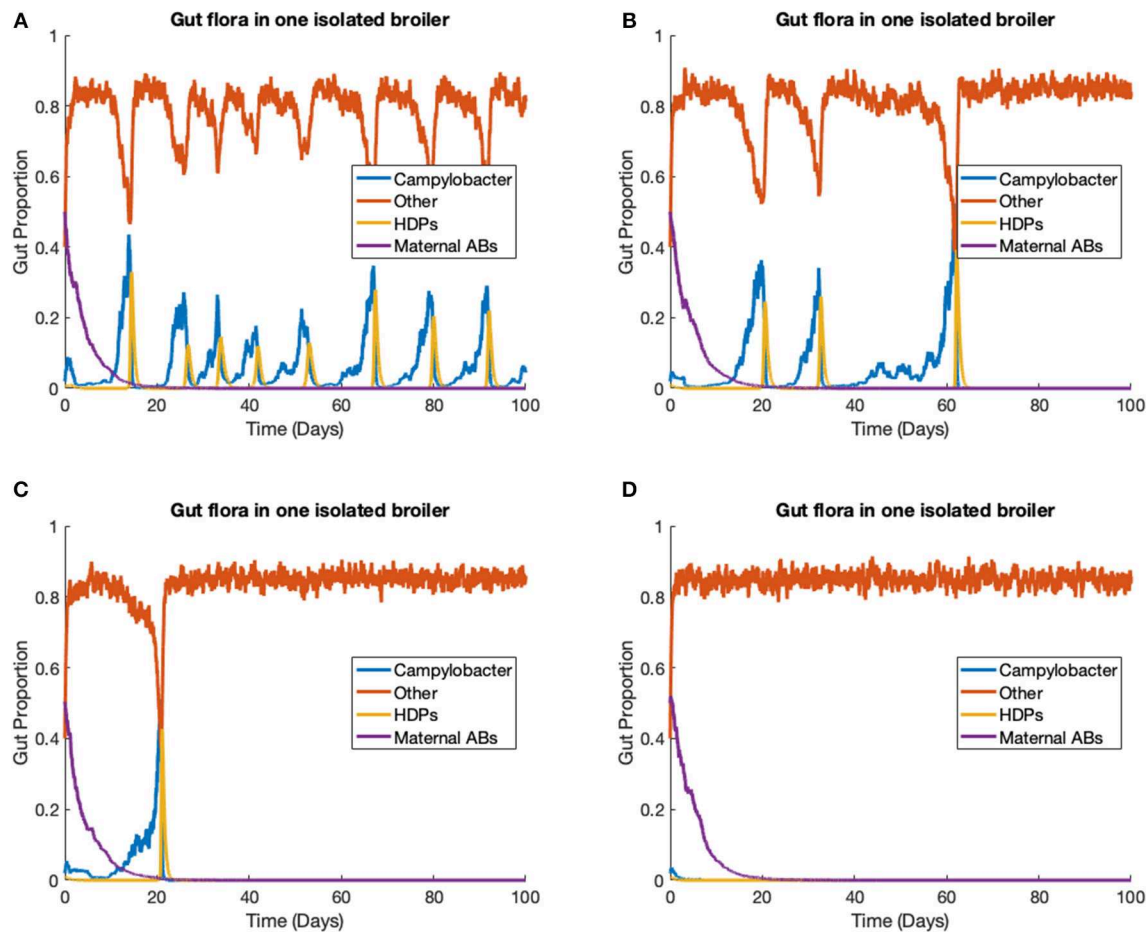 A
Gut flora in one isolated broiler
1
0.8
0.6
0.4
0.2
0
Gut Proportion
Campylobacter
Other
HDPs
Maternal ABs
0 20 40 60 80 100
Time (Days)
B
Gut flora in one isolated broiler
1
0.8
0.6
0.4
0.2
0
Gut Proportion
Campylobacter
Other
HDPs
Maternal ABs
0 20 40 60 80 100
Time (Days)
C
Gut flora in one isolated broiler
1
0.8
0.6
0.4
0.2
0
Gut Proportion
Campylobacter
Other
HDPs
Maternal ABs
0 20 40 60 80 100
Time (Days)
D
Gut flora in one isolated broiler
1
0.8
0.6
0.4
0.2
0
Gut Proportion
Campylobacter
Other
HDPs
Maternal ABs
0 20 40 60 80 100
Time (Days)